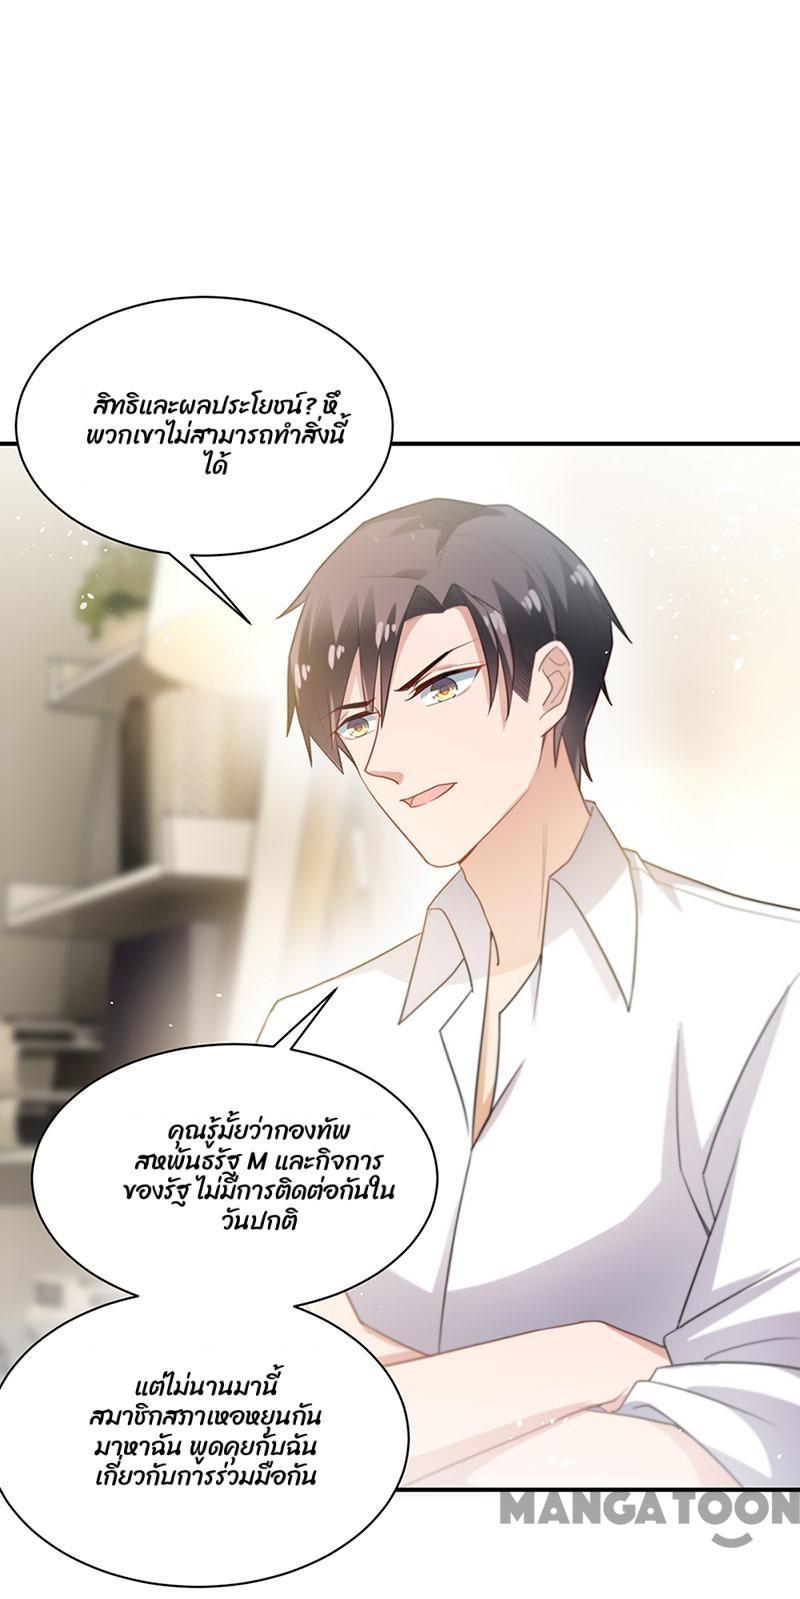 สิทธิและผลประโยชน์? หึ
พวกเขาไม่สามารถทำสิ่งนี้
ได้
คุณรู้มั้ยว่ากองทัพ
สหพันธรัฐ M และกิจการ
ของรัฐ ไม่มีการติดต่อกันใน
วันปกติ
แต่ไม่นานมานี้
สมาชิกสภาเหอหยุนกัน
มาหาฉัน พูดคุยกับฉัน
เกี่ยวกับการร่วมมือกัน
MANGATOON